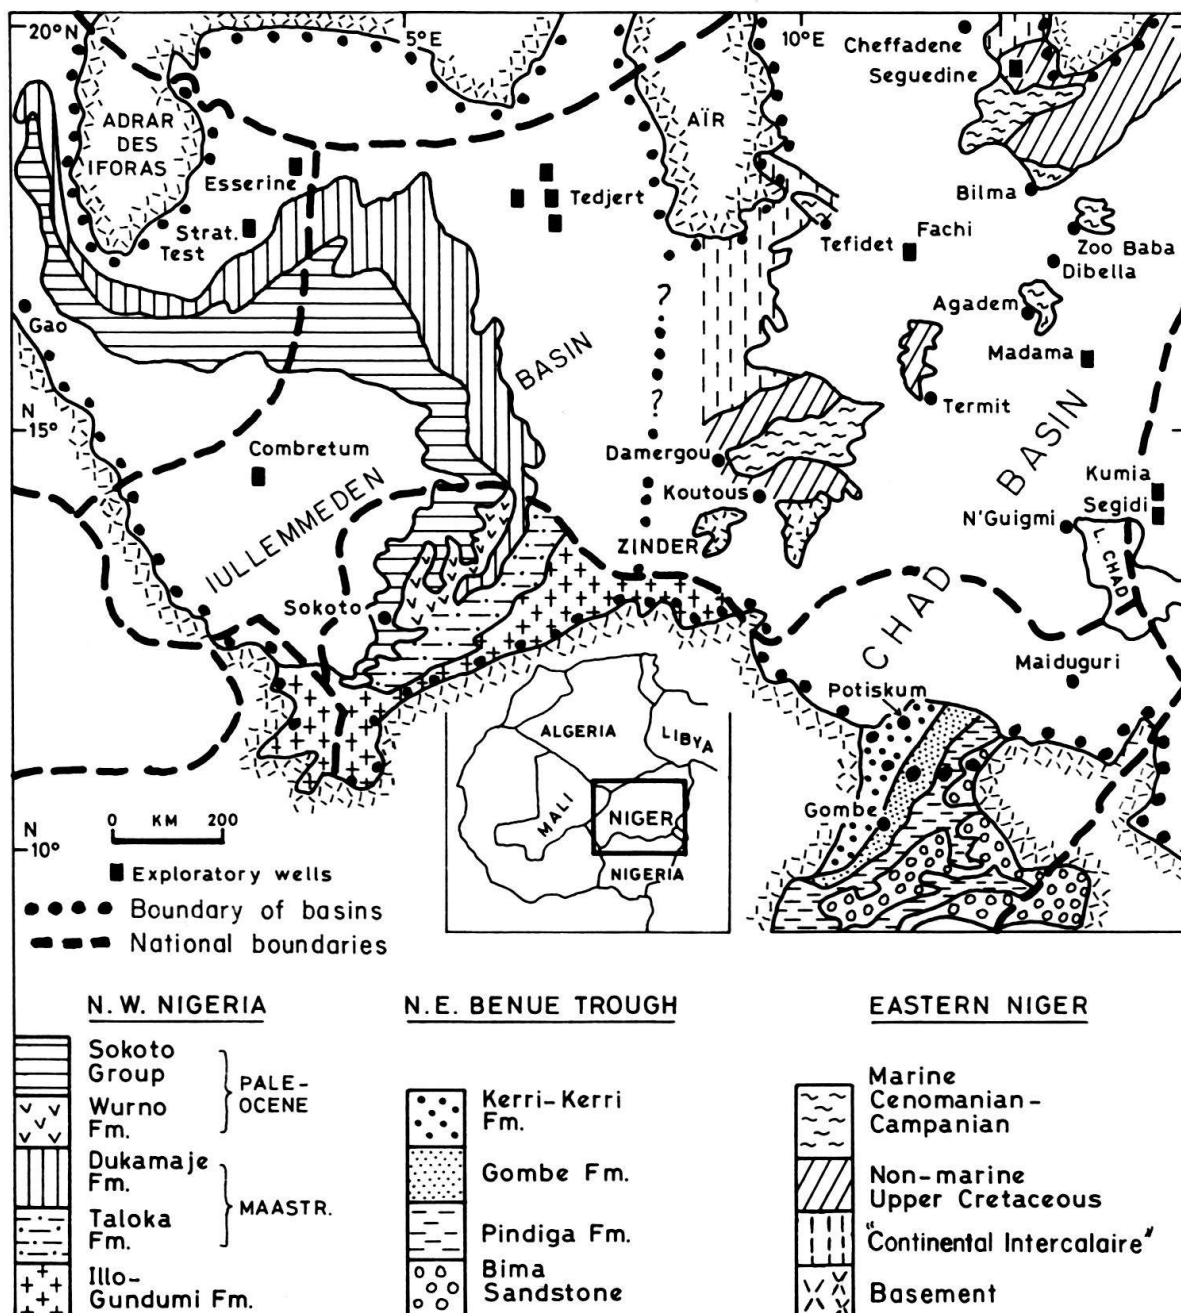 20°N
5°E
10°E
Cheffadene
Seguedine
ADRAR
DES
IFORAS
AÏR
Esserine
Tedjert
Bilma
Strat.
Test
Tefidet
Fachi
Zoo Baba
Dibella
Gao
Agadem
Madama
BASIN
Termit
N
15°
Combretum
Damergou
BASIN
Kumia
Koutous
Segidi
N'Guigmi
IULLEMMEDEN
ZINDER
L. CHAD
Sokoto
CHAD
Maiduguri
Potiskum
ALGERIA
LIBYA
MALI
NIGER
Gombe
NIGERIA
N
10°
0 KM 200
Exploratory wells
Boundary of basins
National boundaries
N.W. NIGERIA
Sokoto
Group
Wurno
Fm.
PALE-
OCENE
Dukamaje
Fm.
Taloka
Fm.
MAASTR.
Illo-
Gundumi Fm.
N.E. BENUE TROUGH
Kerri-Kerri
Fm.
Gombe Fm.
Pindiga Fm.
Bima
Sandstone
EASTERN NIGER
Marine
Cenomanian-
Campanian
Non-marine
Upper Cretaceous
"Continental Intercalaire"
Basement
? ?